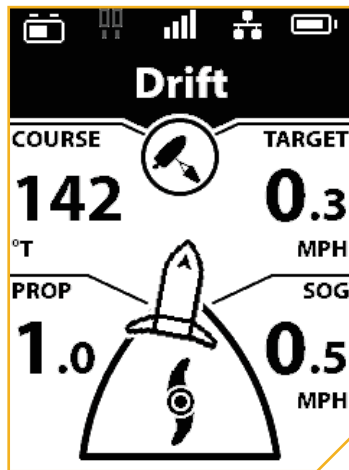 Drift
COURSE TARGET
142 0.3
°T MPH
PROP SOG
1.0 0.5
MPH